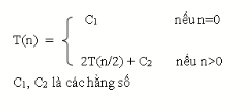 C₁ nếu n=0
T(n) =
2T(n/2) + C₂ nếu n>0
C₁, C₂ là các hằng số